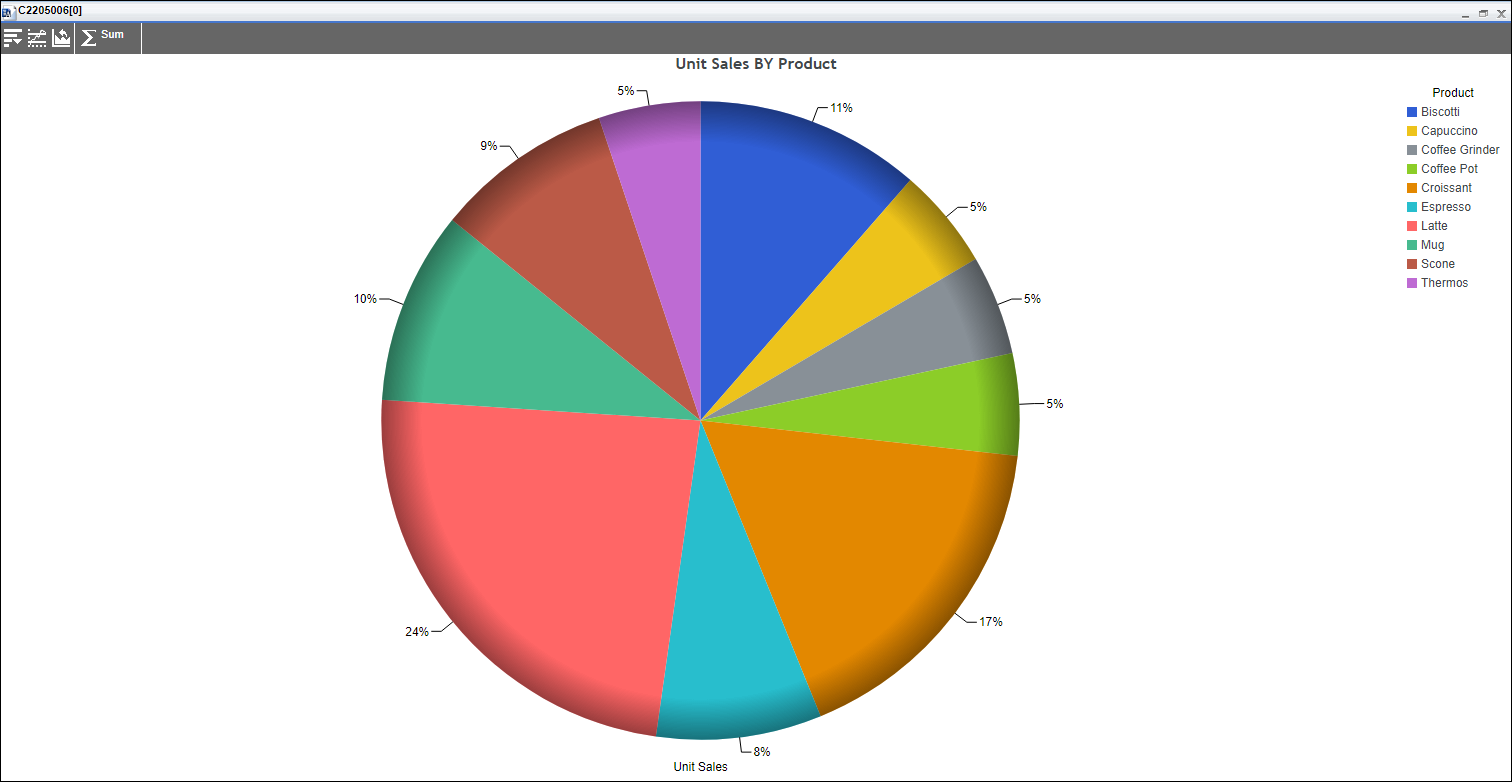 C2205006[0]
Sum
Unit Sales BY Product
5%
11%
9%
5%
10%
5%
5%
24%
17%
8%
Unit Sales
Product
Biscotti
Capuccino
Coffee Grinder
Coffee Pot
Croissant
Espresso
Latte
Mug
Scone
Thermos